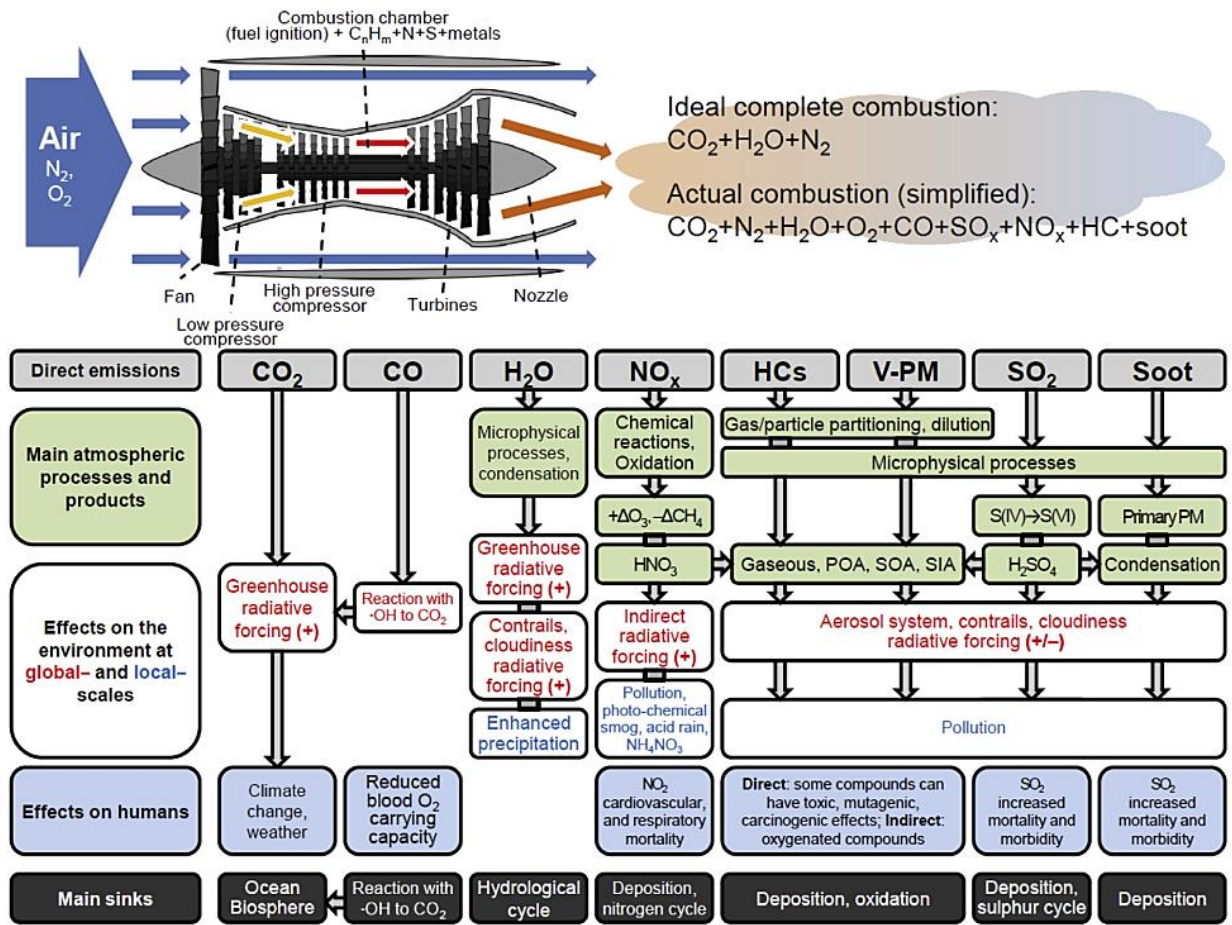 Combustion chamber
(fuel ignition) + CₙHₘ+N+S+metals
Air
N₂,
O₂
Ideal complete combustion:
CO₂+H₂O+N₂
Actual combustion (simplified):
CO₂+N₂+H₂O+O₂+CO+SOₓ+NOₓ+HC+soot
Fan
Low pressure
compressor
High pressure
compressor
Turbines
Nozzle
Direct emissions
CO₂
CO
H₂O
NOₓ
HCs
V-PM
SO₂
Soot
Main atmospheric
processes and
products
Microphysical
processes,
condensation
Chemical
reactions,
Oxidation
Gas/particle partitioning, dilution
Microphysical processes
+ΔO₃,–ΔCH₄
S(IV)→S(VI)
Primary PM
HNO₃
Gaseous, POA, SOA, SIA
H₂SO₄
Condensation
Effects on the
environment at
global– and local–
scales
Greenhouse
radiative
forcing (+)
Reaction with
·OH to CO₂
Greenhouse
radiative
forcing (+)
Contrails,
cloudiness
radiative
forcing (+)
Enhanced
precipitation
Indirect
radiative
forcing (+)
Pollution,
photo-chemical
smog, acid rain,
NH₄NO₃
Aerosol system, contrails, cloudiness
radiative forcing (+/–)
Pollution
Effects on humans
Climate
change,
weather
Reduced
blood O₂
carrying
capacity
NO₂
cardiovascular,
and respiratory
mortality
Direct: some compounds can
have toxic, mutagenic,
carcinogenic effects; Indirect:
oxygenated compounds
SO₂
increased
mortality and
morbidity
SO₂
increased
mortality and
morbidity
Main sinks
Ocean
Biosphere
Reaction with
·OH to CO₂
Hydrological
cycle
Deposition,
nitrogen cycle
Deposition, oxidation
Deposition,
sulphur cycle
Deposition